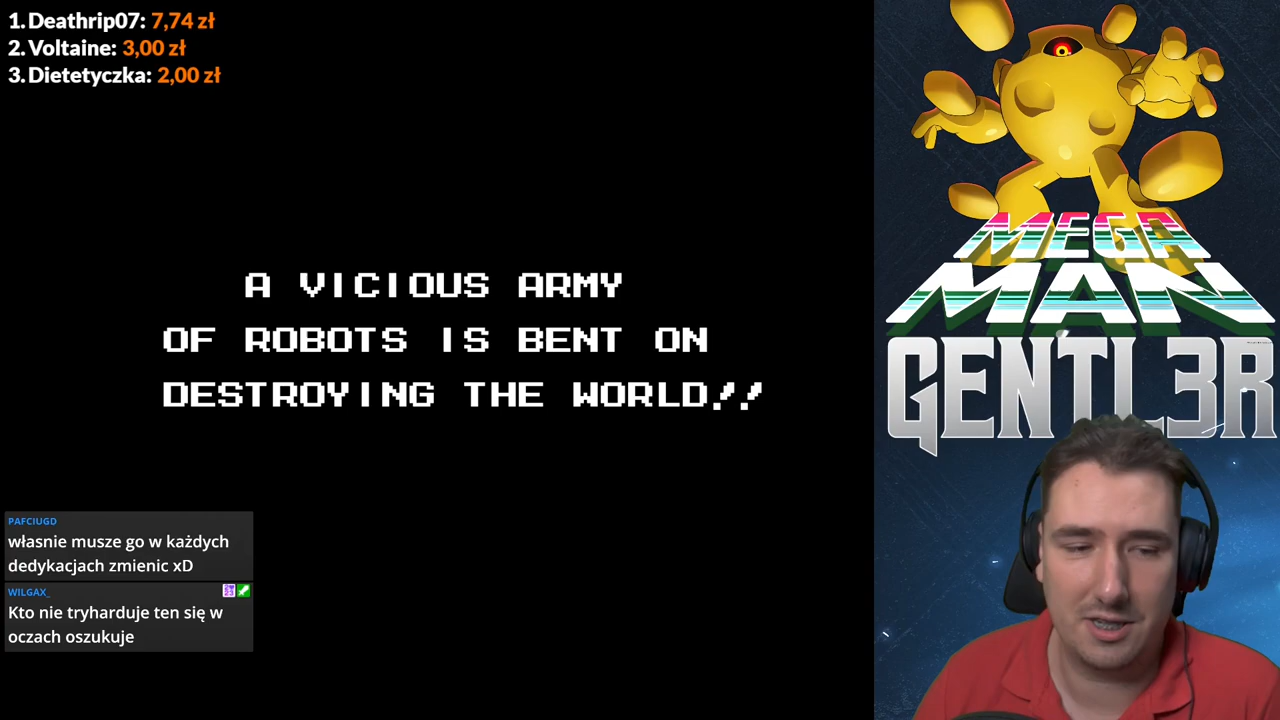 1. Deathrip07: 7,74 zł
2. Voltaine: 3,00 zł
3. Dietetyczka: 2,00 zł
A VICIOUS ARMY
OF ROBOTS IS BENT ON
DESTROYING THE WORLD!!
PAFCIUGD
własnie musze go w każdych
dedykacjach zmienic xD
WILGAX_
Kto nie tryharduje ten się w
oczach oszukuje
MEGA
MAN
GENTL3R